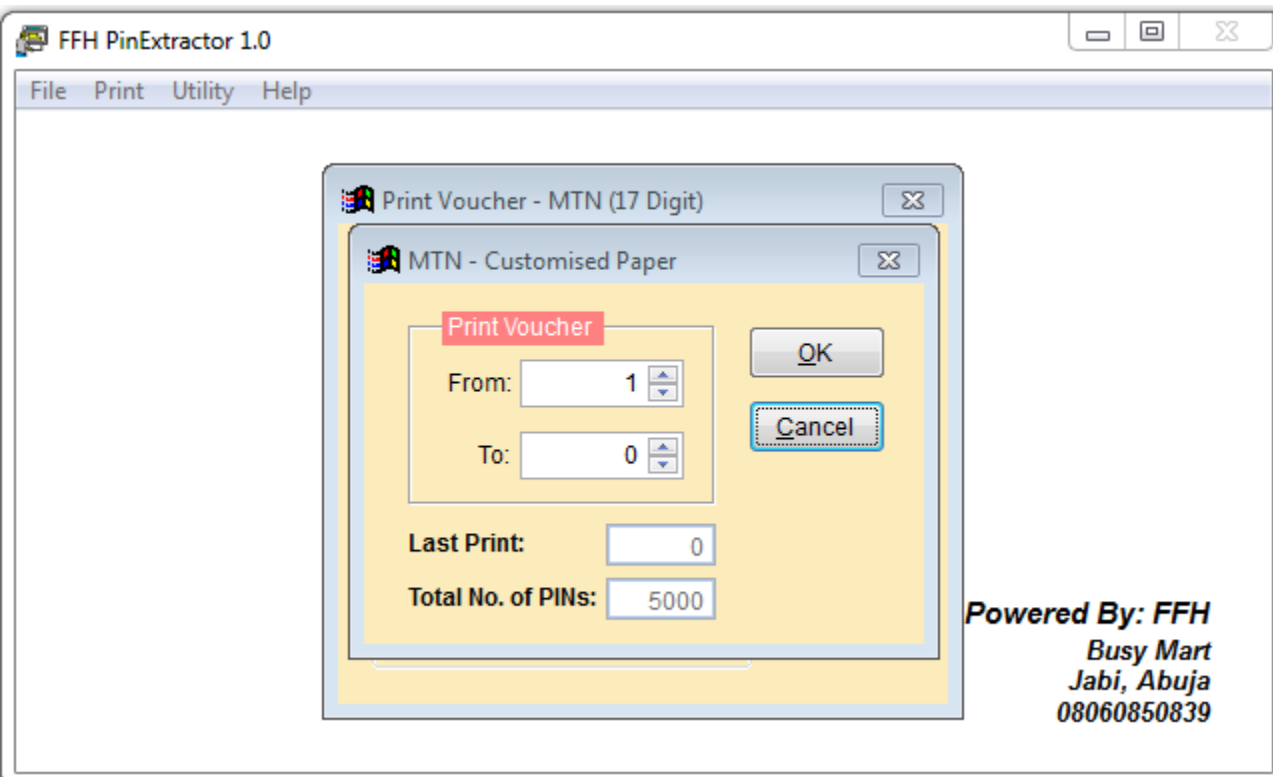 FFH PinExtractor 1.0
File Print Utility Help
Print Voucher - MTN (17 Digit)
MTN - Customised Paper
Print Voucher
From: 1
OK
To: 0
Cancel
Last Print: 0
Total No. of PINs: 5000
Powered By: FFH
Busy Mart
Jabi, Abuja
08060850839